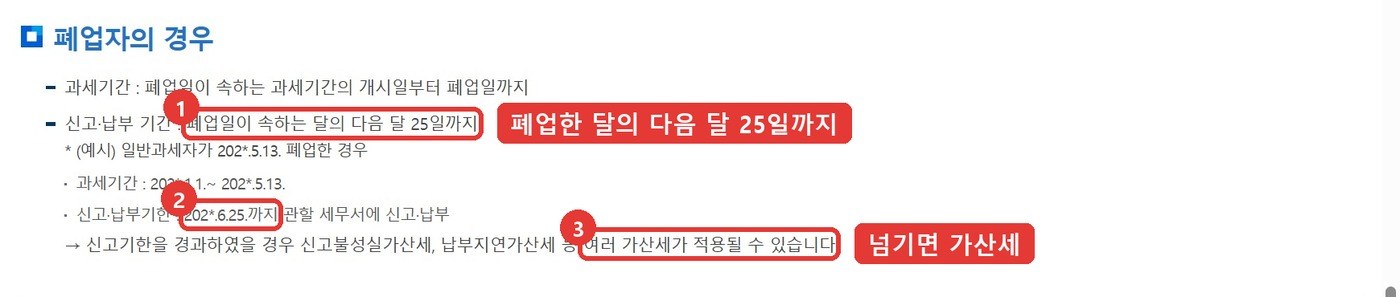 폐업자의 경우
과세기간 : 폐업일이 속하는 과세기간의 개시일부터 폐업일까지
1
신고·납부 기간 : 폐업일이 속하는 달의 다음 달 25일까지 폐업한 달의 다음 달 25일까지
* (예시) 일반과세자가 202*.5.13. 폐업한 경우
· 과세기간 : 202*.1.1.~ 202*.5.13.
2
· 신고·납부기한 : 202*.6.25.까지 관할 세무서에 신고·납부
3
→ 신고기한을 경과하였을 경우 신고불성실가산세, 납부지연가산세 등 여러 가산세가 적용될 수 있습니다 넘기면 가산세